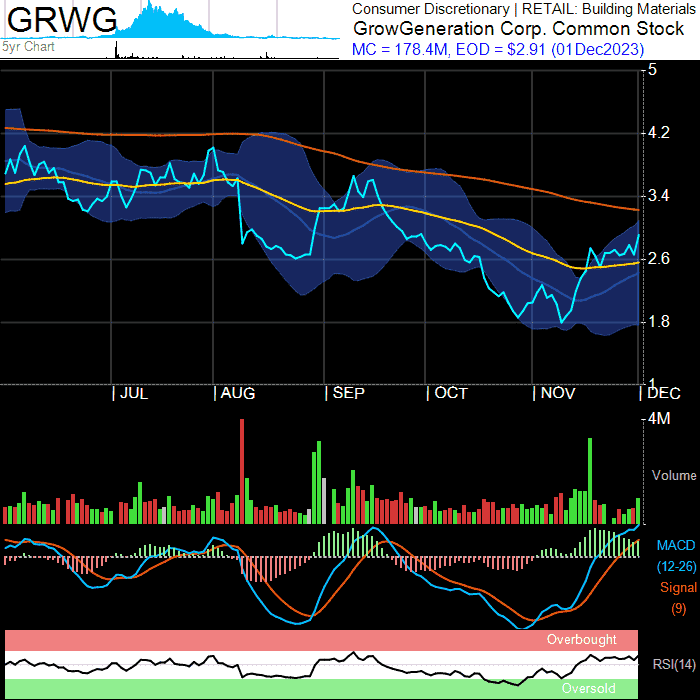 GRWG
5yr Chart
Consumer Discretionary | RETAIL: Building Materials
GrowGeneration Corp. Common Stock
MC = 178.4M, EOD = $2.91 (01Dec2023)
5
4.2
3.4
2.6
1.8
1
| JUL | AUG | SEP | OCT | NOV | DEC
4M
Volume
MACD
(12-26)
Signal
(9)
Overbought
RSI(14)
Oversold